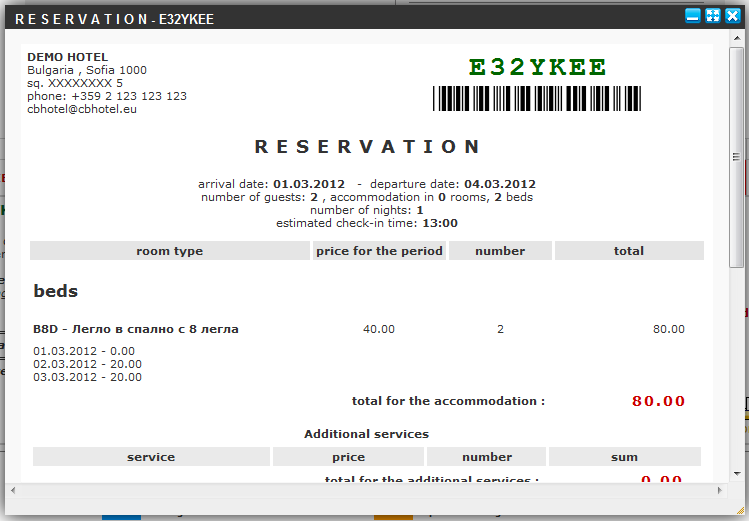 R E S E R V A T I O N - E32YKEE
DEMO HOTEL
Bulgaria , Sofia 1000
sq. XXXXXXXX 5
phone: +359 2 123 123 123
cbhotel@cbhotel.eu
E32YKEE
R E S E R V A T I O N
arrival date: 01.03.2012 - departure date: 04.03.2012
number of guests: 2 , accommodation in 0 rooms, 2 beds
number of nights: 1
estimated check-in time: 13:00
room type price for the period number total
beds
B8D - Легло в спално с 8 легла 40.00 2 80.00
01.03.2012 - 0.00
02.03.2012 - 20.00
03.03.2012 - 20.00
total for the accommodation : 80.00
Additional services
service price number sum
total for the additional services : 0.00